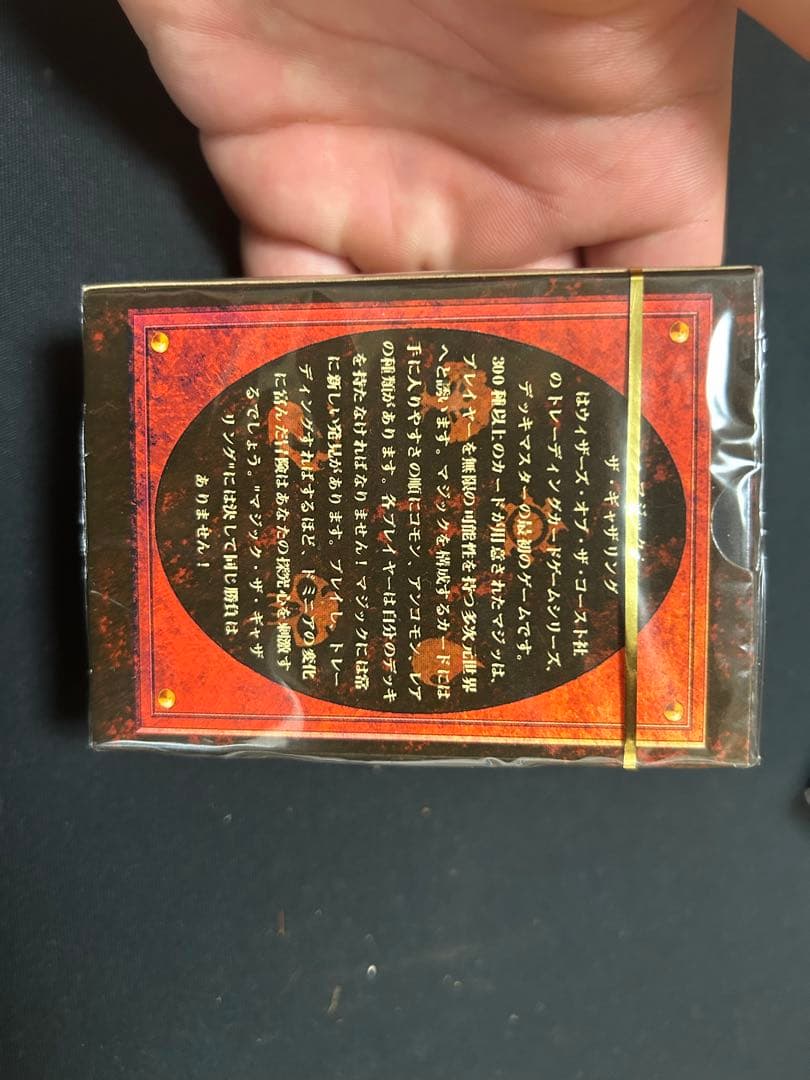 ザ・ギャザリング
はウィザーズ・オブ・ザ・コースト社
のトレーディングカードゲームシリーズ、
デッキマスターの最初のゲームです。
300種以上のカードが用意されたマジックは、
プレイヤーを無限の可能性を持つ多次元世界
へと誘います。マジックを構成するカードには
手に入りやすさの順にコモン、アンコモン、レア
の種類があります。各プレイヤーは自分のデッキ
を持たなければなりません！マジックには常
に新しい発見があります。プレイし、トレー
ディングすればするほど、ドミニアの変化
に富んだ冒険はあなたの探究心を刺激す
るでしょう。"マジック・ザ・ギャザ
リング"には決して同じ勝負は
ありません！